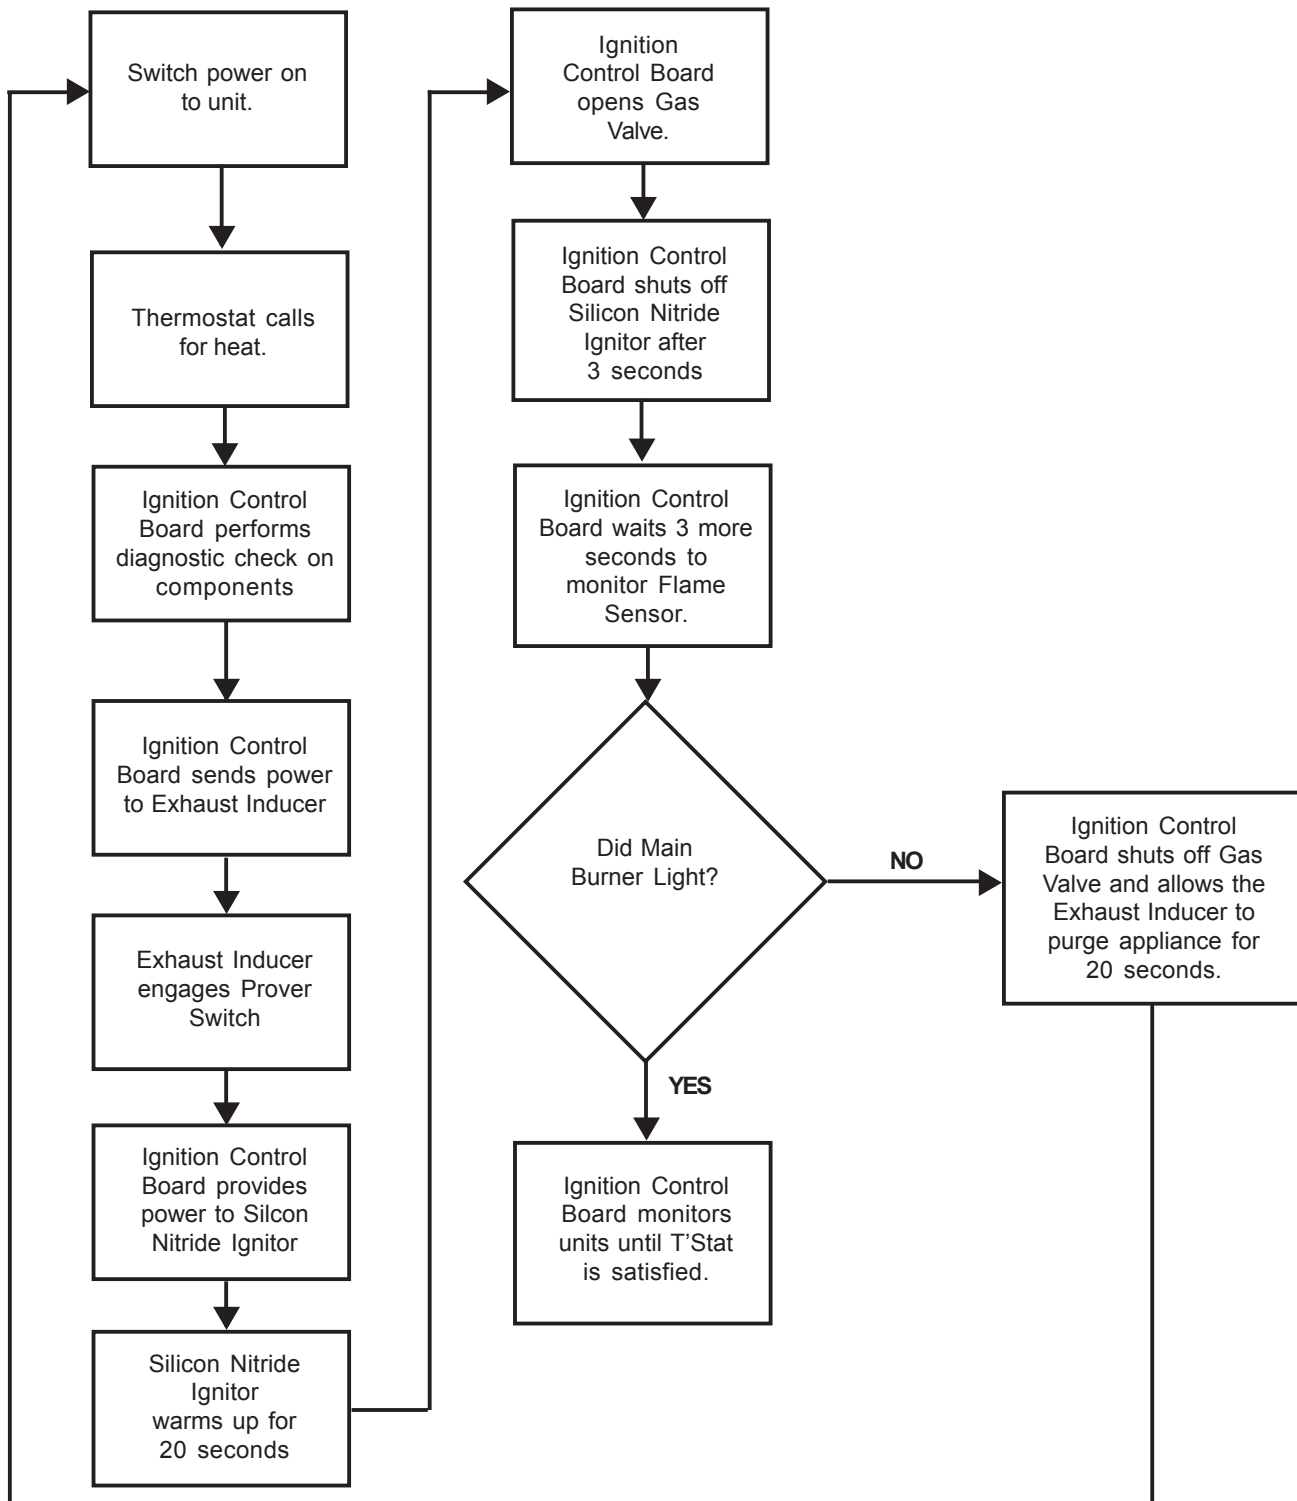 Switch power on
to unit.
Thermostat calls
for heat.
Ignition Control
Board performs
diagnostic check on
components
Ignition Control
Board sends power
to Exhaust Inducer
Exhaust Inducer
engages Prover
Switch
Ignition Control
Board provides
power to Silcon
Nitride Ignitor
Silicon Nitride
Ignitor
warms up for
20 seconds
Ignition
Control Board
opens Gas
Valve.
Ignition Control
Board shuts off
Silicon Nitride
Ignitor after
3 seconds
Ignition Control
Board waits 3 more
seconds to
monitor Flame
Sensor.
Did Main
Burner Light?
NO
Ignition Control
Board shuts off Gas
Valve and allows the
Exhaust Inducer to
purge appliance for
20 seconds.
YES
Ignition Control
Board monitors
units until T’Stat
is satisfied.